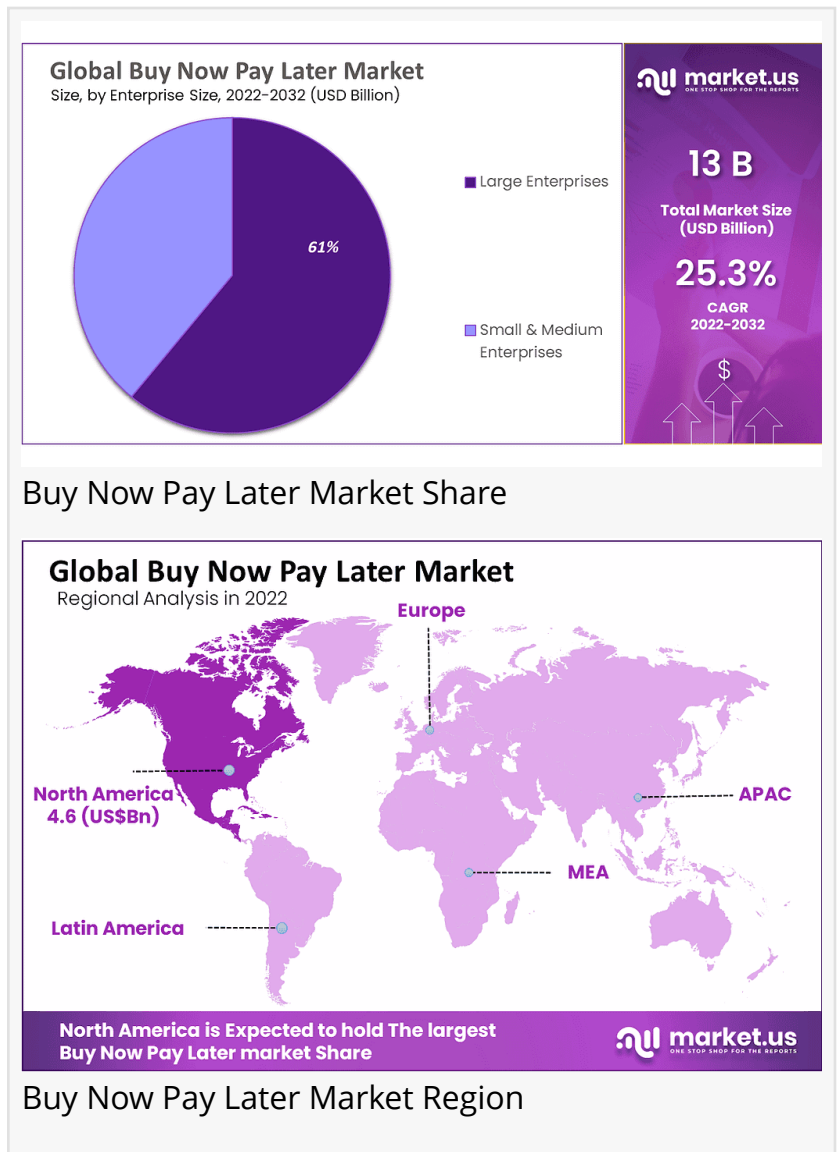 Global Buy Now Pay Later Market
Size, by Enterprise Size, 2022-2032 (USD Billion)
61%
Large Enterprises
Small & Medium
Enterprises
market.us
ONE STOP SHOP FOR THE REPORTS
13 B
Total Market Size
(USD Billion)
25.3%
CAGR
2022-2032
$
Buy Now Pay Later Market Share
Global Buy Now Pay Later Market
Regional Analysis in 2022
Europe
North America
4.6 (US$Bn)
APAC
MEA
Latin America
North America is Expected to hold The largest
Buy Now Pay Later market Share
market.us
ONE STOP SHOP FOR THE REPORTS
Buy Now Pay Later Market Region